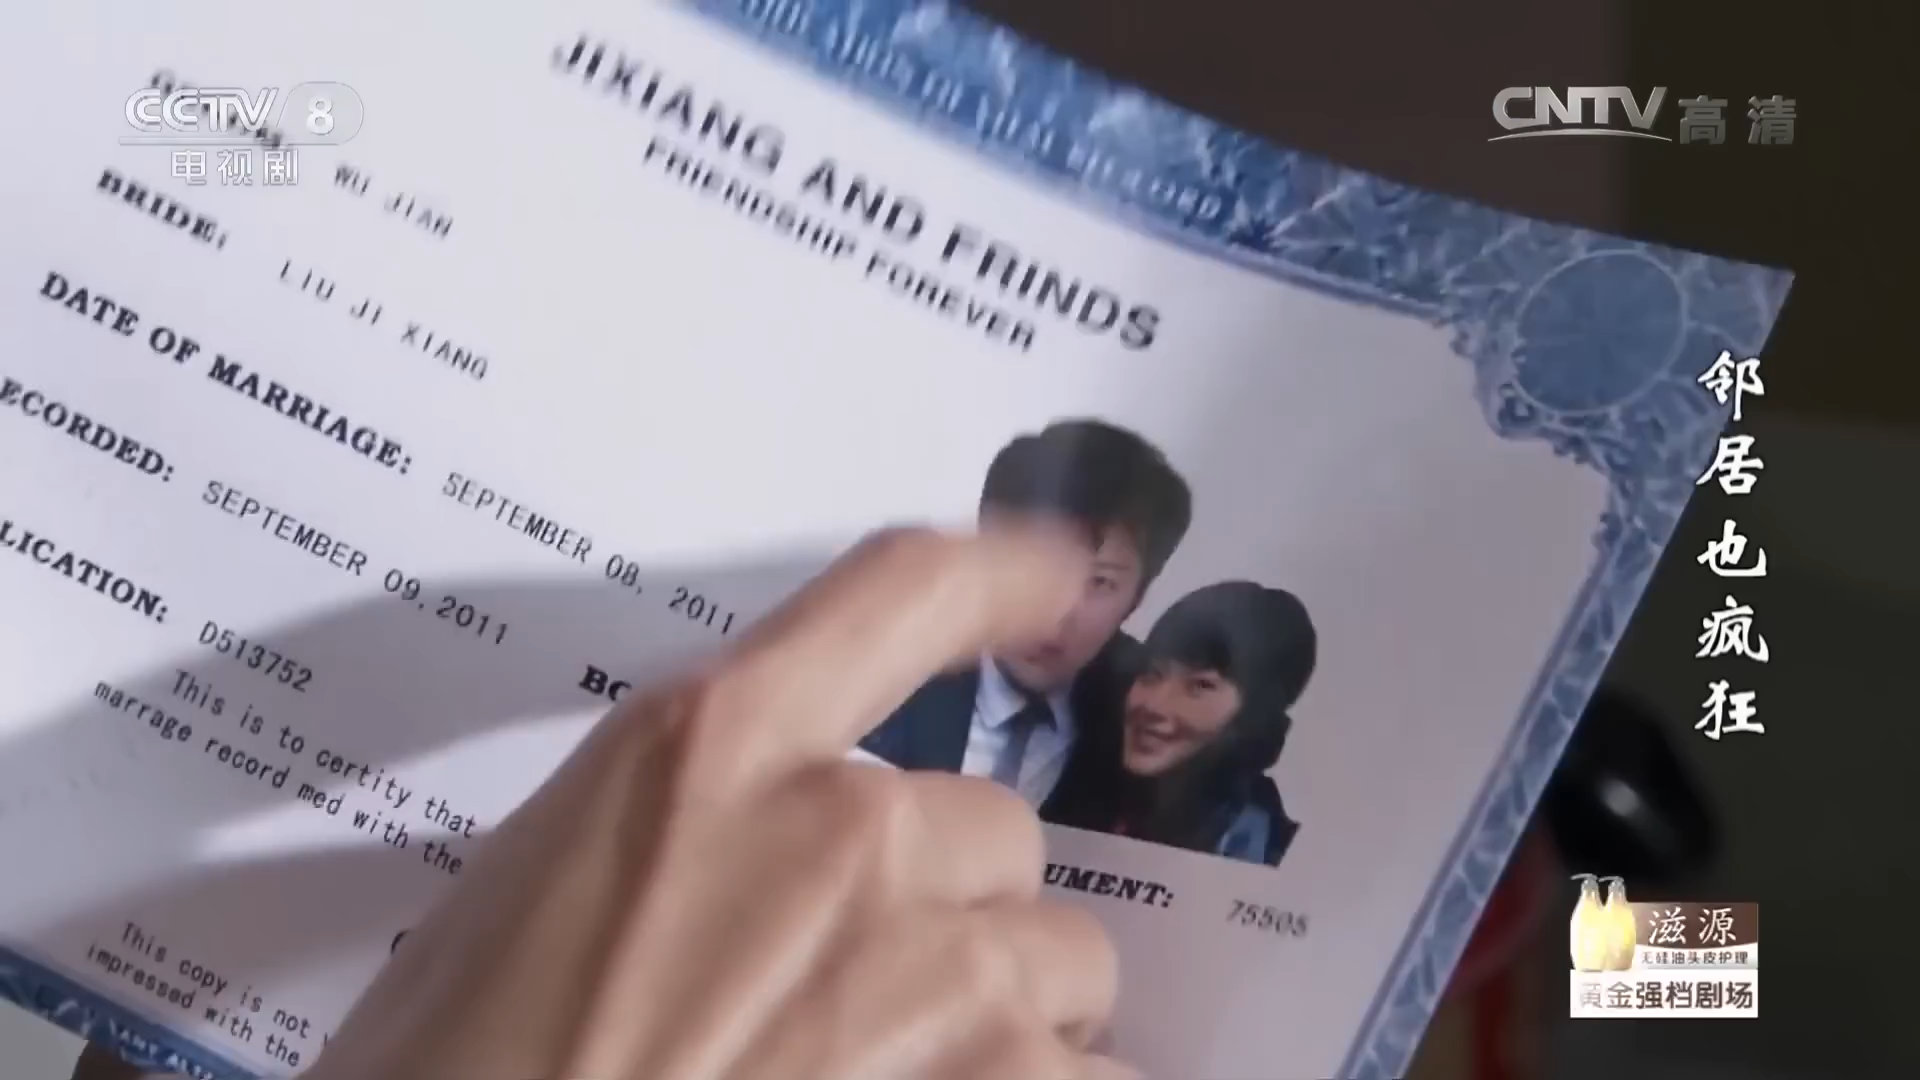 CCTV 8
电视剧
CNTV 高清
JIXIANG AND FRINDS
FRIENDSHIP FOREVER
WU JIAN
BRIDE: LIU JI XIANG
DATE OF MARRIAGE: SEPTEMBER 08, 2011
ECORDED: SEPTEMBER 09,2011
LICATION: D513752
This is to certity that
marrage record med with the
UMENT: 75505
This copy is not
impressed with the
邻居也疯狂
滋源
无硅油头皮护理
黄金强档剧场